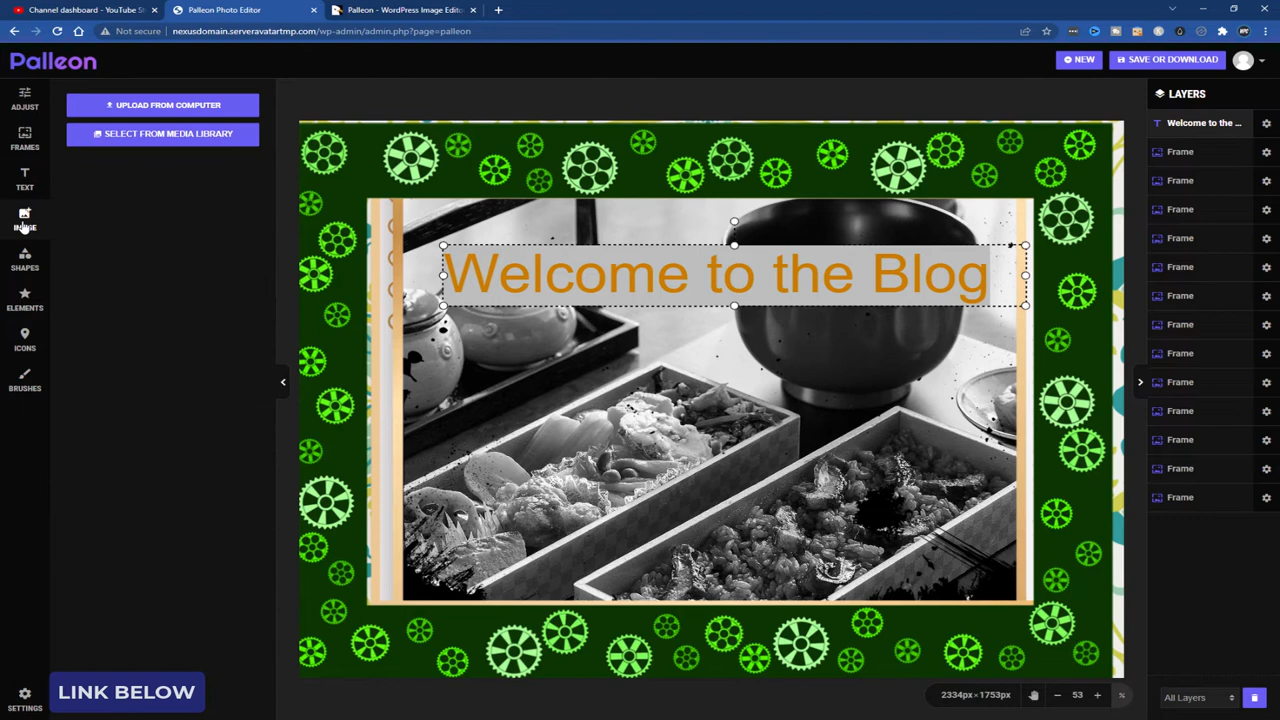 Channel dashboard - YouTube St
Palleon Photo Editor
Palleon - WordPress Image Edito
Not secure
nexusdomain.serveravatartmp.com/wp-admin/admin.php?page=palleon
Palleon
NEW
SAVE OR DOWNLOAD
ADJUST
FRAMES
TEXT
IMAGE
SHAPES
ELEMENTS
ICONS
BRUSHES
SETTINGS
UPLOAD FROM COMPUTER
SELECT FROM MEDIA LIBRARY
Welcome to the Blog
LAYERS
Welcome to the ...
Frame
Frame
Frame
Frame
Frame
Frame
Frame
Frame
Frame
Frame
Frame
Frame
Frame
LINK BELOW
2334px×1753px
53
%
All Layers